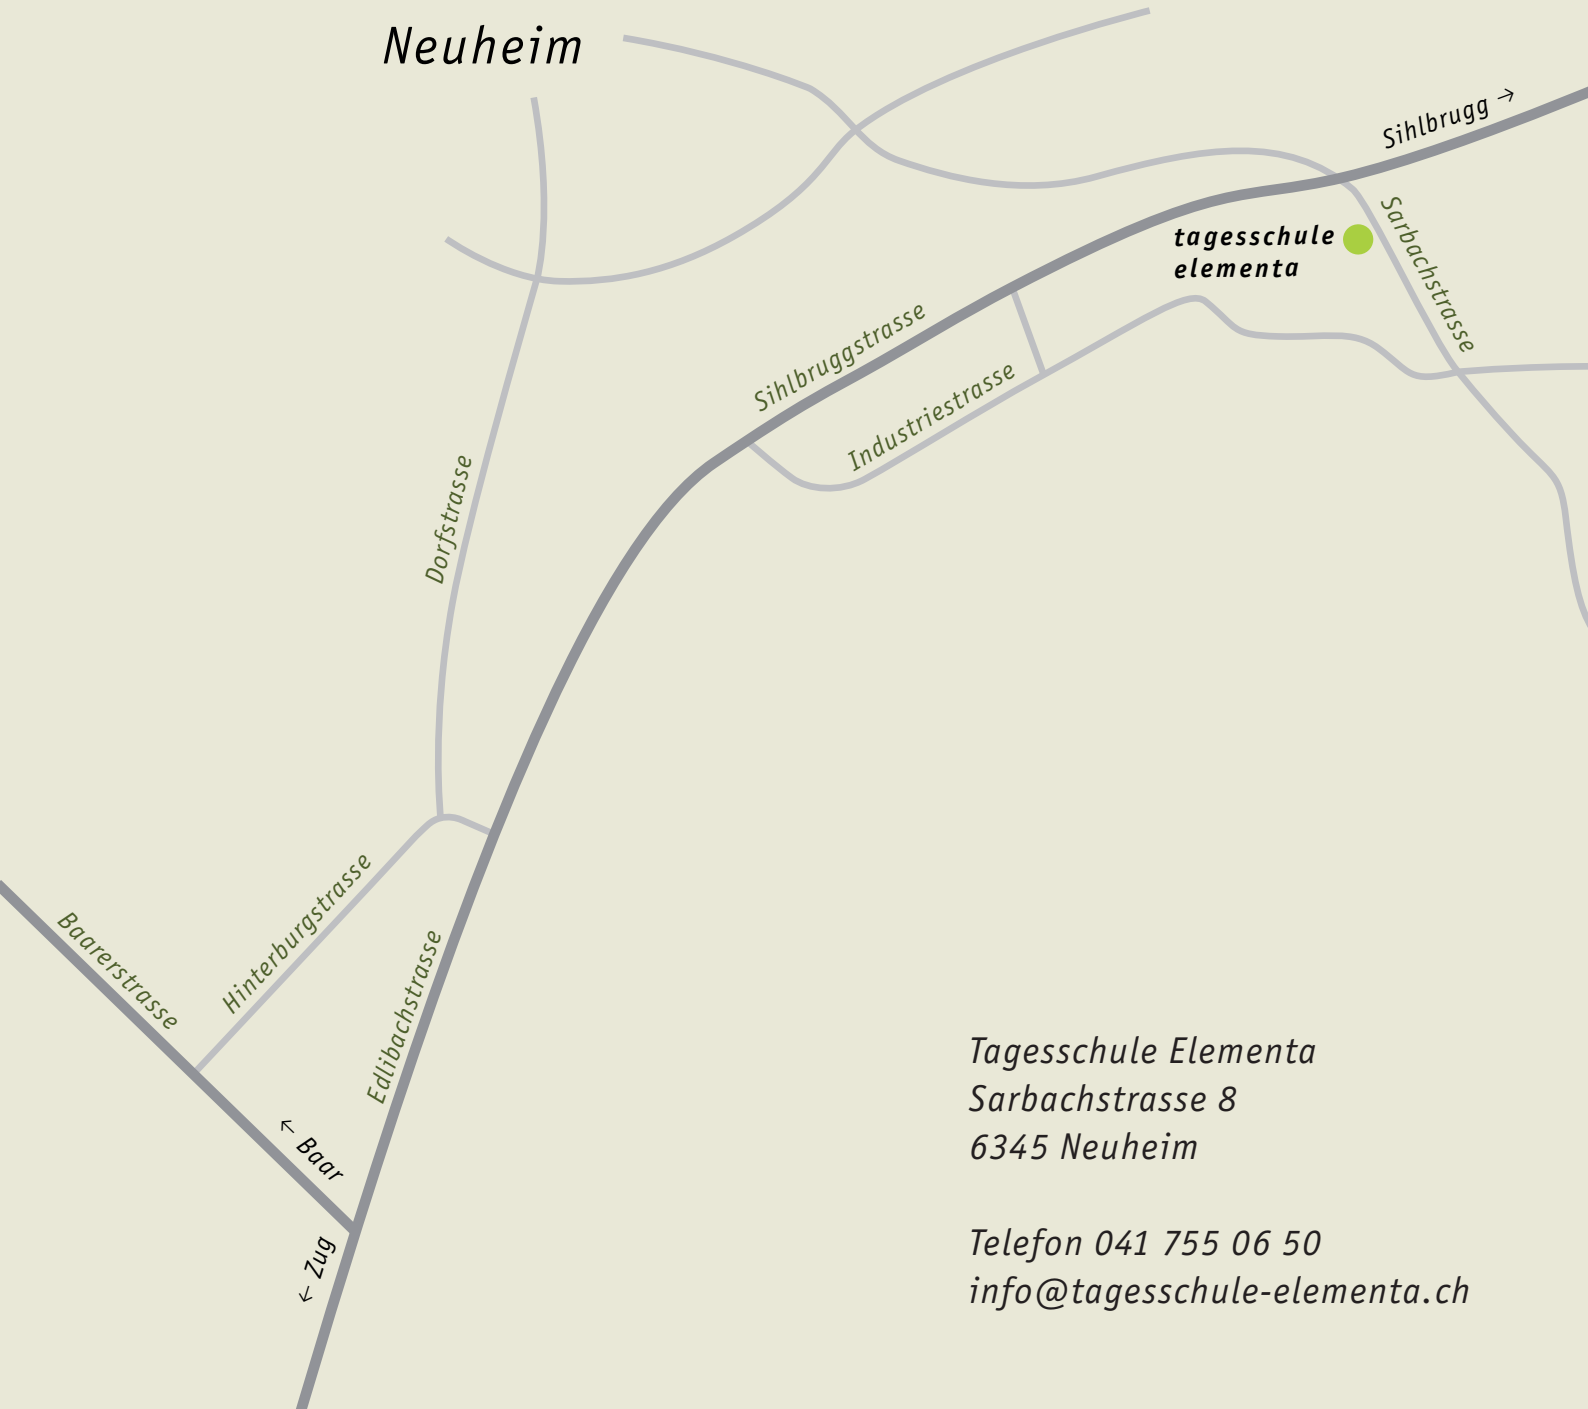 Neuheim
Sihlbrugg →
Sarbachstrasse
tagesschule
elementa
Sihlbruggstrasse
Industriestrasse
Dorfstrasse
Hinterburgstrasse
Baarerstrasse
Edlibachstrasse
← Baar
← Zug
Tagesschule Elementa
Sarbachstrasse 8
6345 Neuheim
Telefon 041 755 06 50
info@tagesschule-elementa.ch